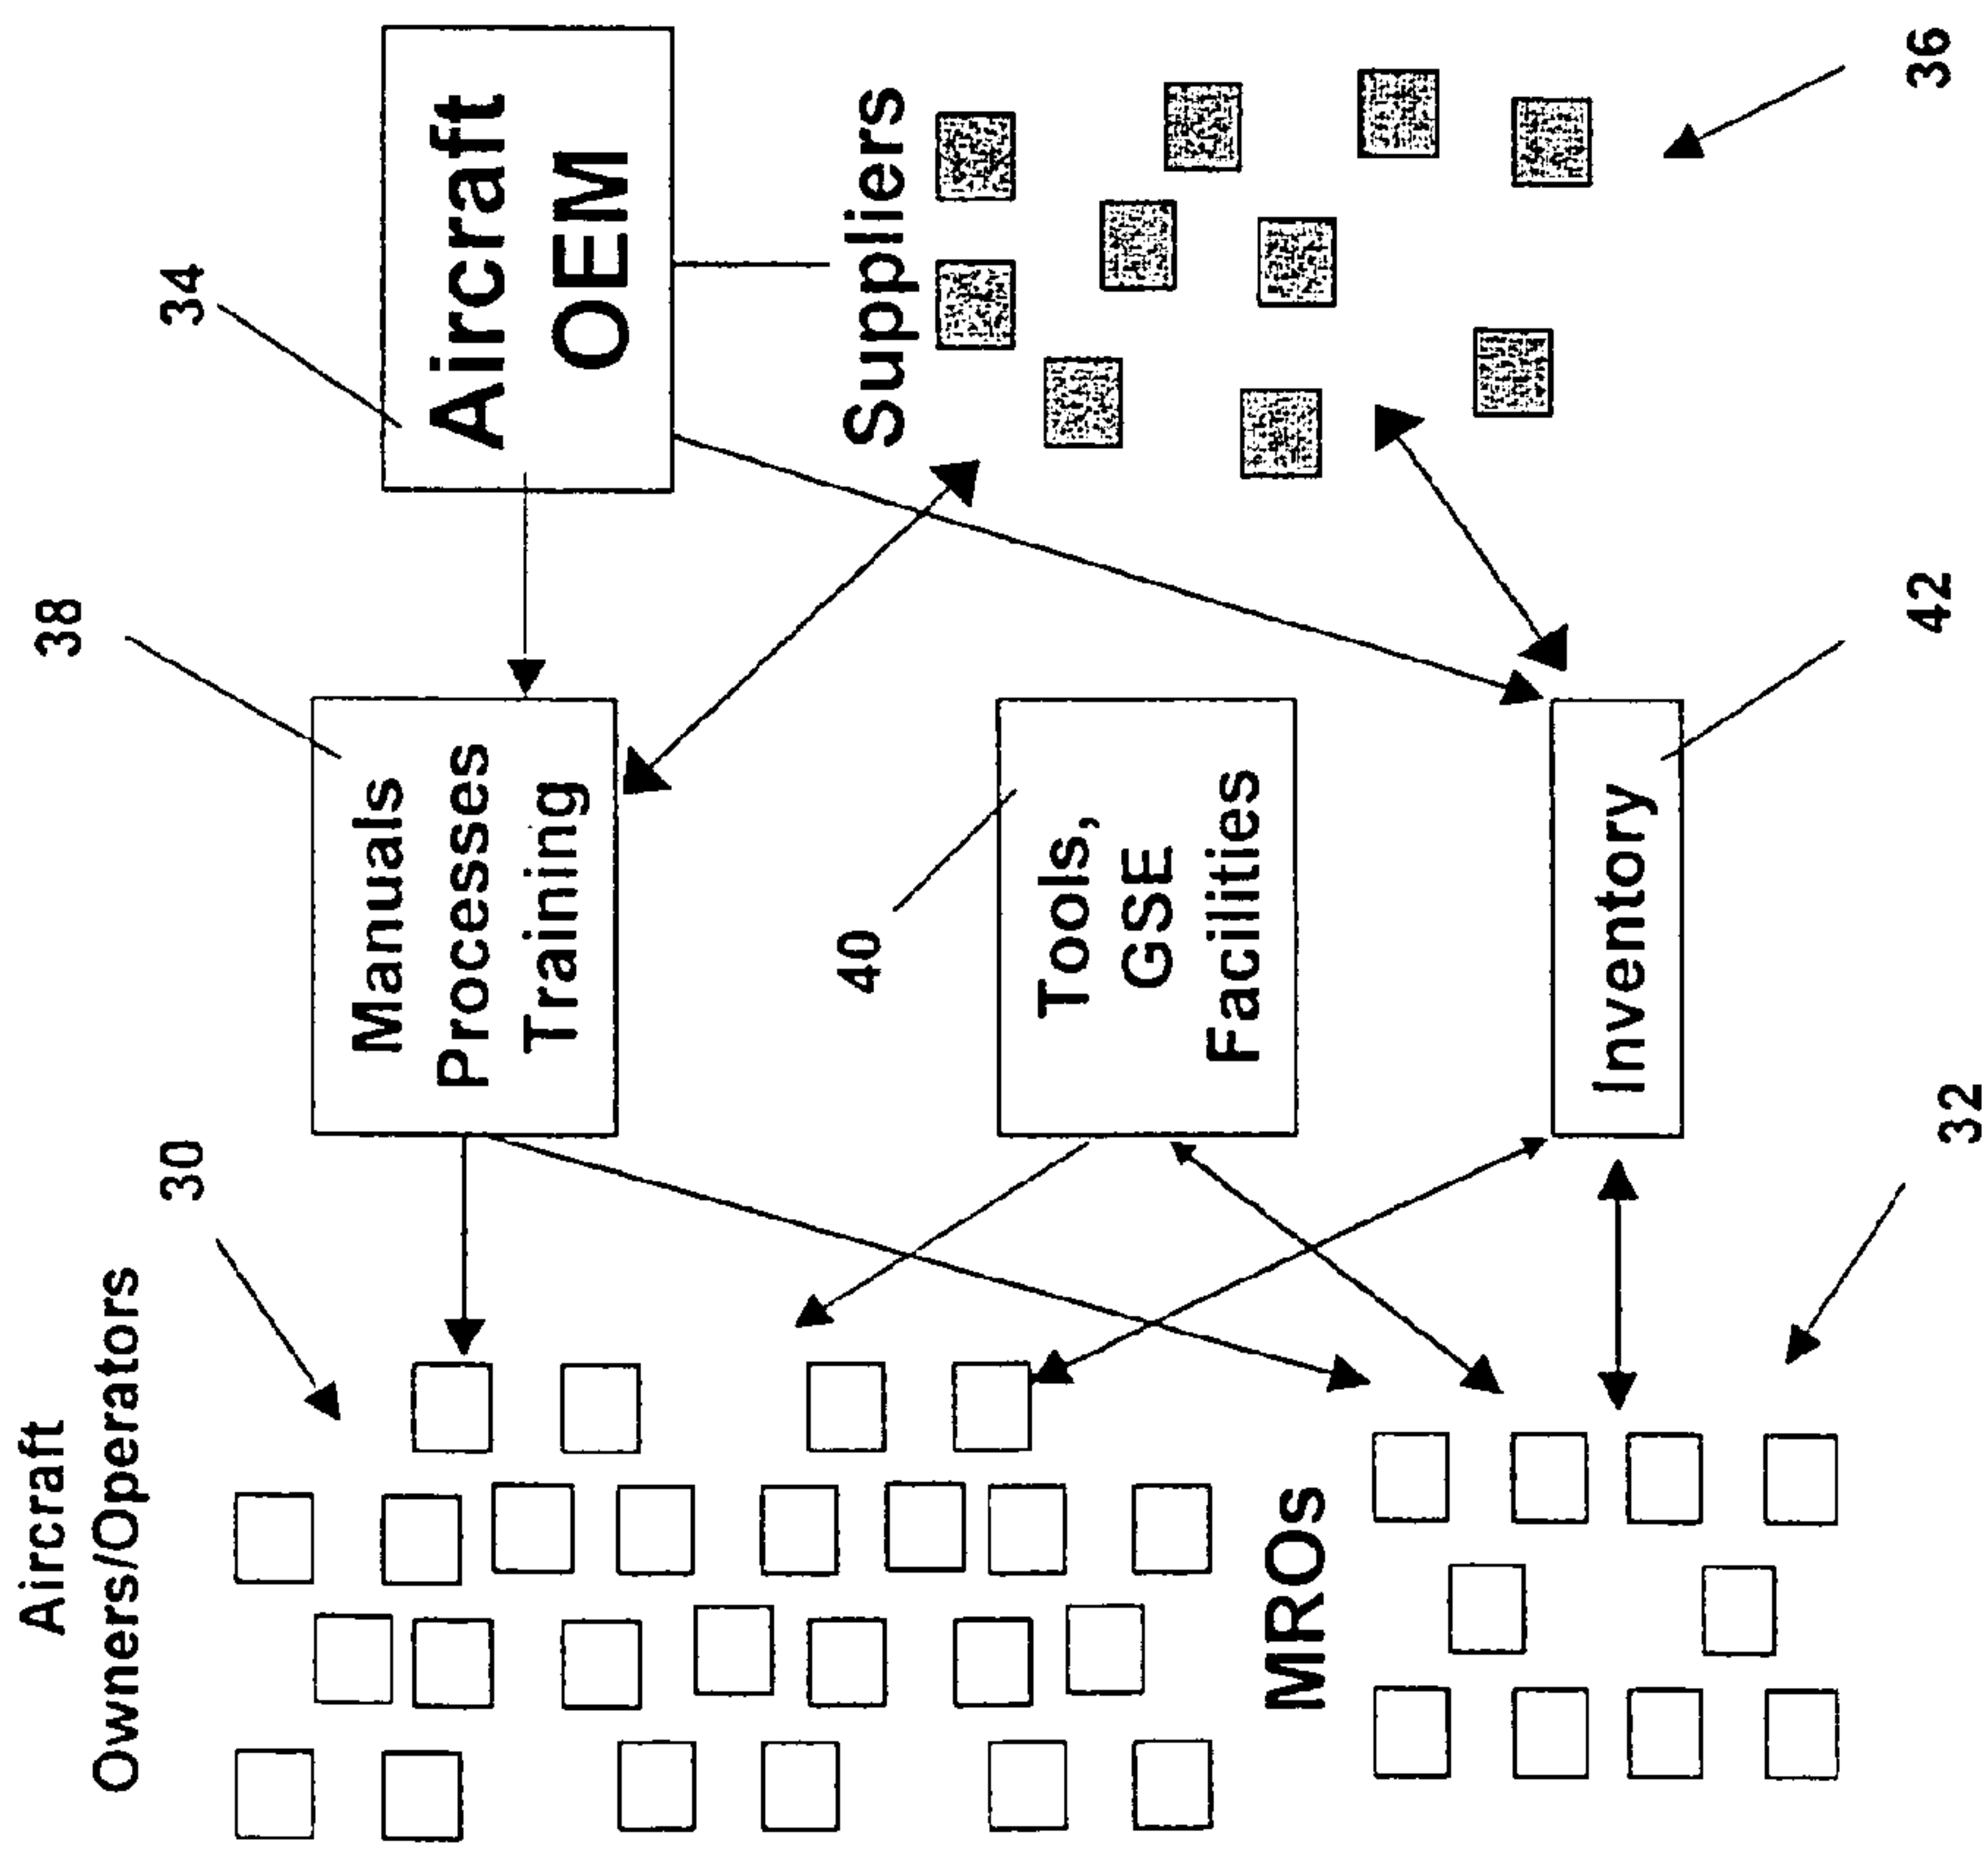 Aircraft
Owners/Operators
30
38
34
Manuals
Processes
Training
Aircraft
OEM
40
Tools,
GSE
Facilities
Suppliers
MROs
Inventory
32
42
36